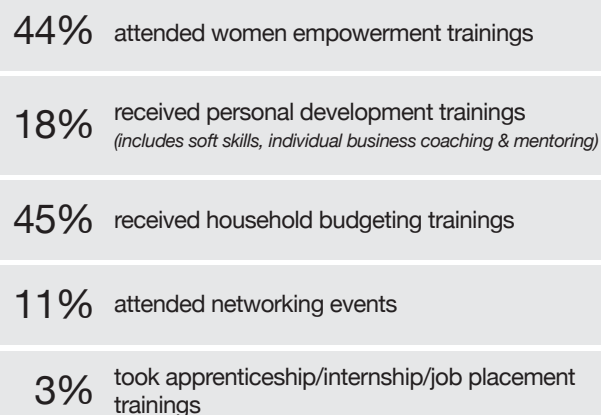 44% attended women empowerment trainings
18% received personal development trainings
(includes soft skills, individual business coaching & mentoring)
45% received household budgeting trainings
11% attended networking events
3% took apprenticeship/internship/job placement
trainings